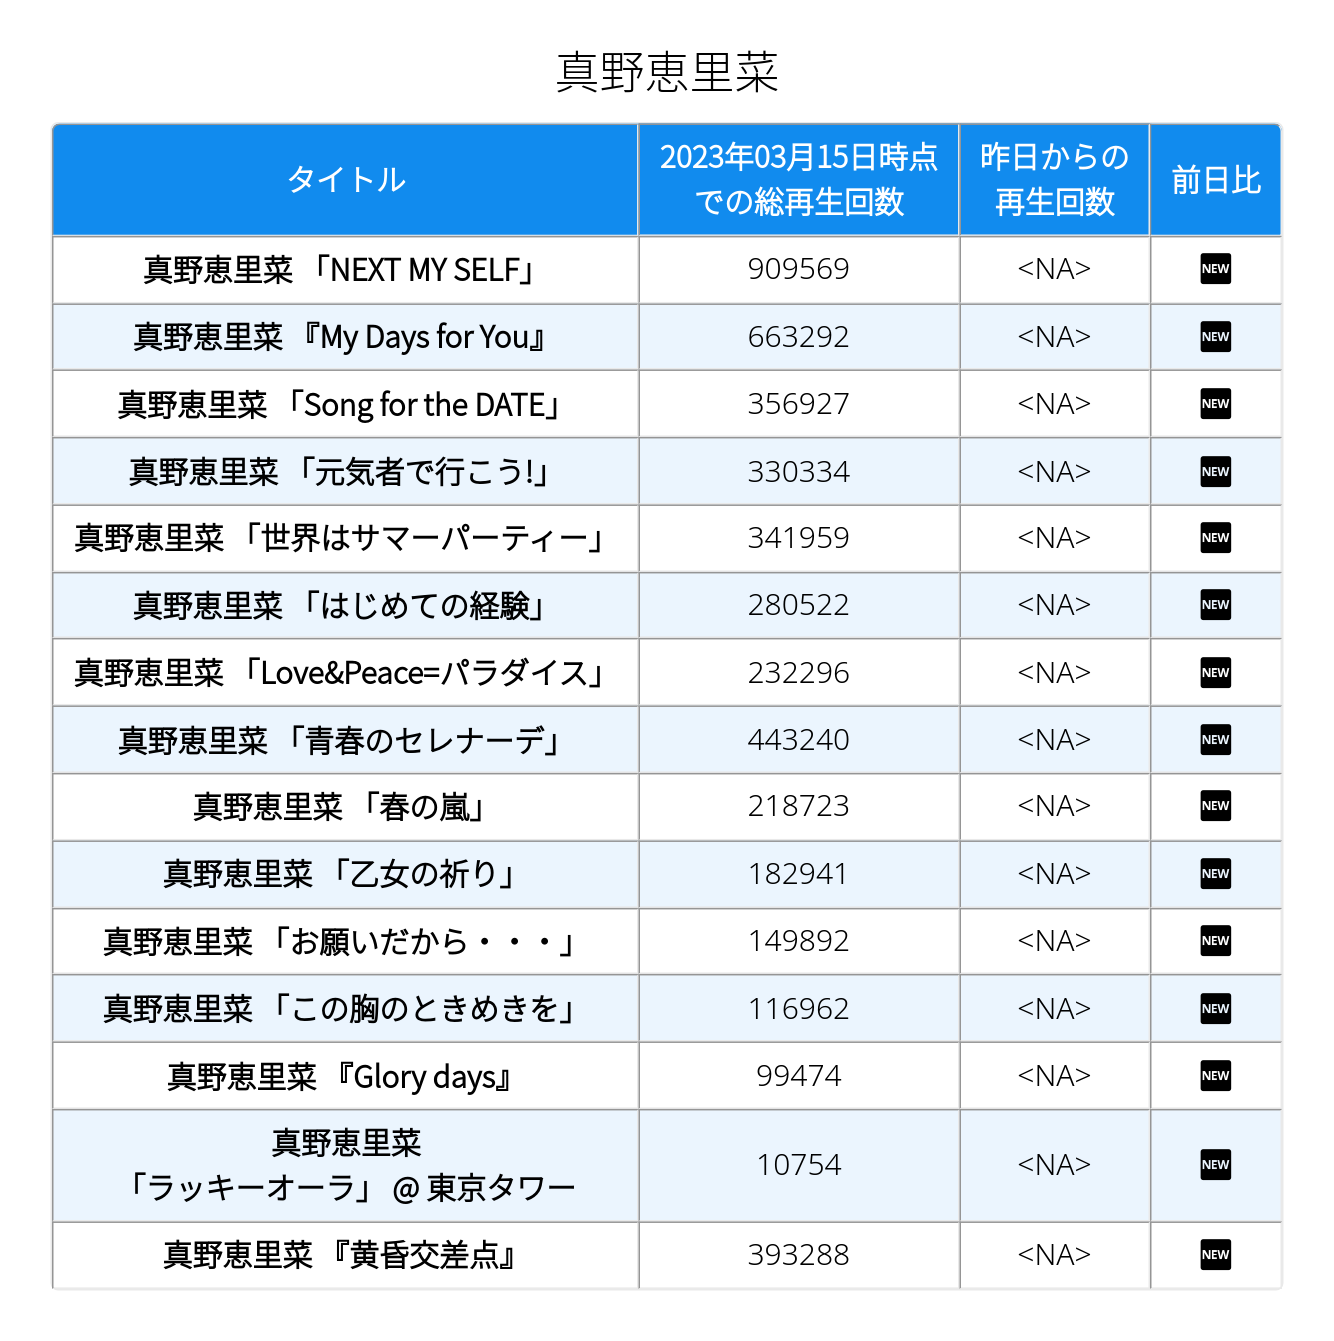 真野恵里菜
タイトル
2023年03月15日時点
での総再生回数
昨日からの
再生回数
前日比
真野恵里菜 「NEXT MY SELF」 909569 <NA> NEW
真野恵里菜 『My Days for You』 663292 <NA> NEW
真野恵里菜 「Song for the DATE」 356927 <NA> NEW
真野恵里菜 「元気者で行こう!」 330334 <NA> NEW
真野恵里菜 「世界はサマーパーティー」 341959 <NA> NEW
真野恵里菜 「はじめての経験」 280522 <NA> NEW
真野恵里菜 「Love&Peace=パラダイス」 232296 <NA> NEW
真野恵里菜 「青春のセレナーデ」 443240 <NA> NEW
真野恵里菜 「春の嵐」 218723 <NA> NEW
真野恵里菜 「乙女の祈り」 182941 <NA> NEW
真野恵里菜 「お願いだから・・・」 149892 <NA> NEW
真野恵里菜 「この胸のときめきを」 116962 <NA> NEW
真野恵里菜 『Glory days』 99474 <NA> NEW
真野恵里菜
「ラッキーオーラ」 @ 東京タワー 10754 <NA> NEW
真野恵里菜 『黄昏交差点』 393288 <NA> NEW